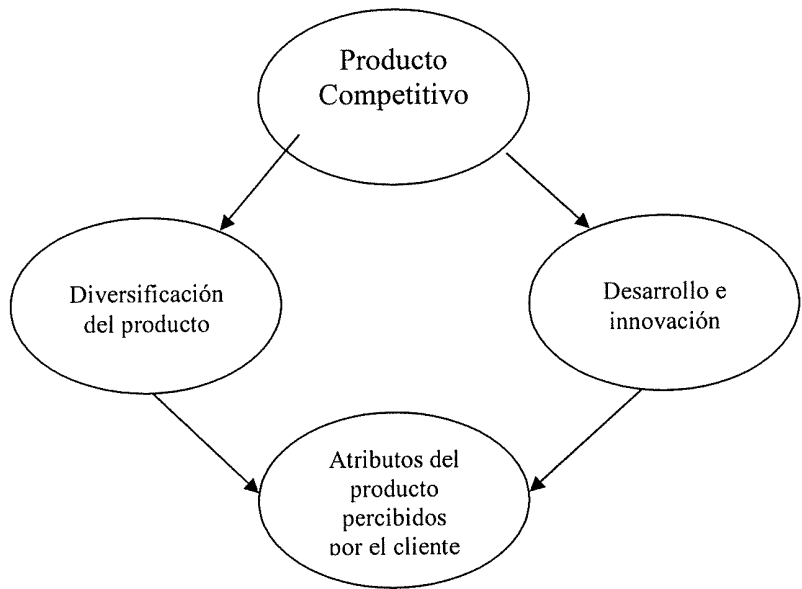 Producto
Competitivo
Diversificación
del producto
Desarrollo e
innovación
Atributos del
producto
percibidos
por el cliente